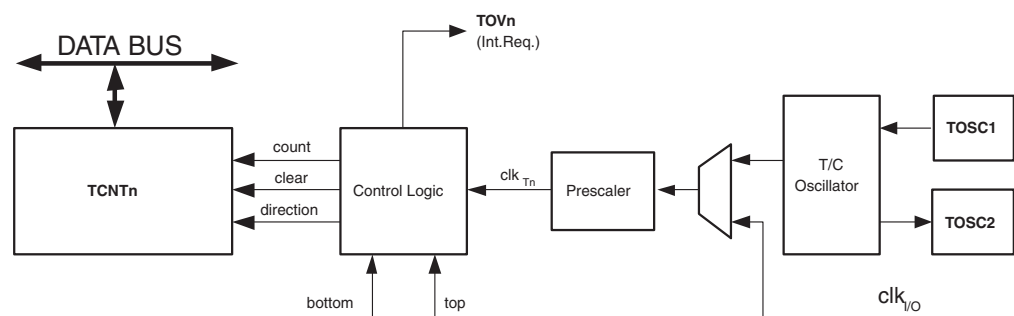 TOVn
(Int.Req.)
DATA BUS
TOSC1
count
T/C
Oscillator
TCNTn
clear
Control Logic
clk Tn
Prescaler
direction
TOSC2
bottom
top
clk I/O